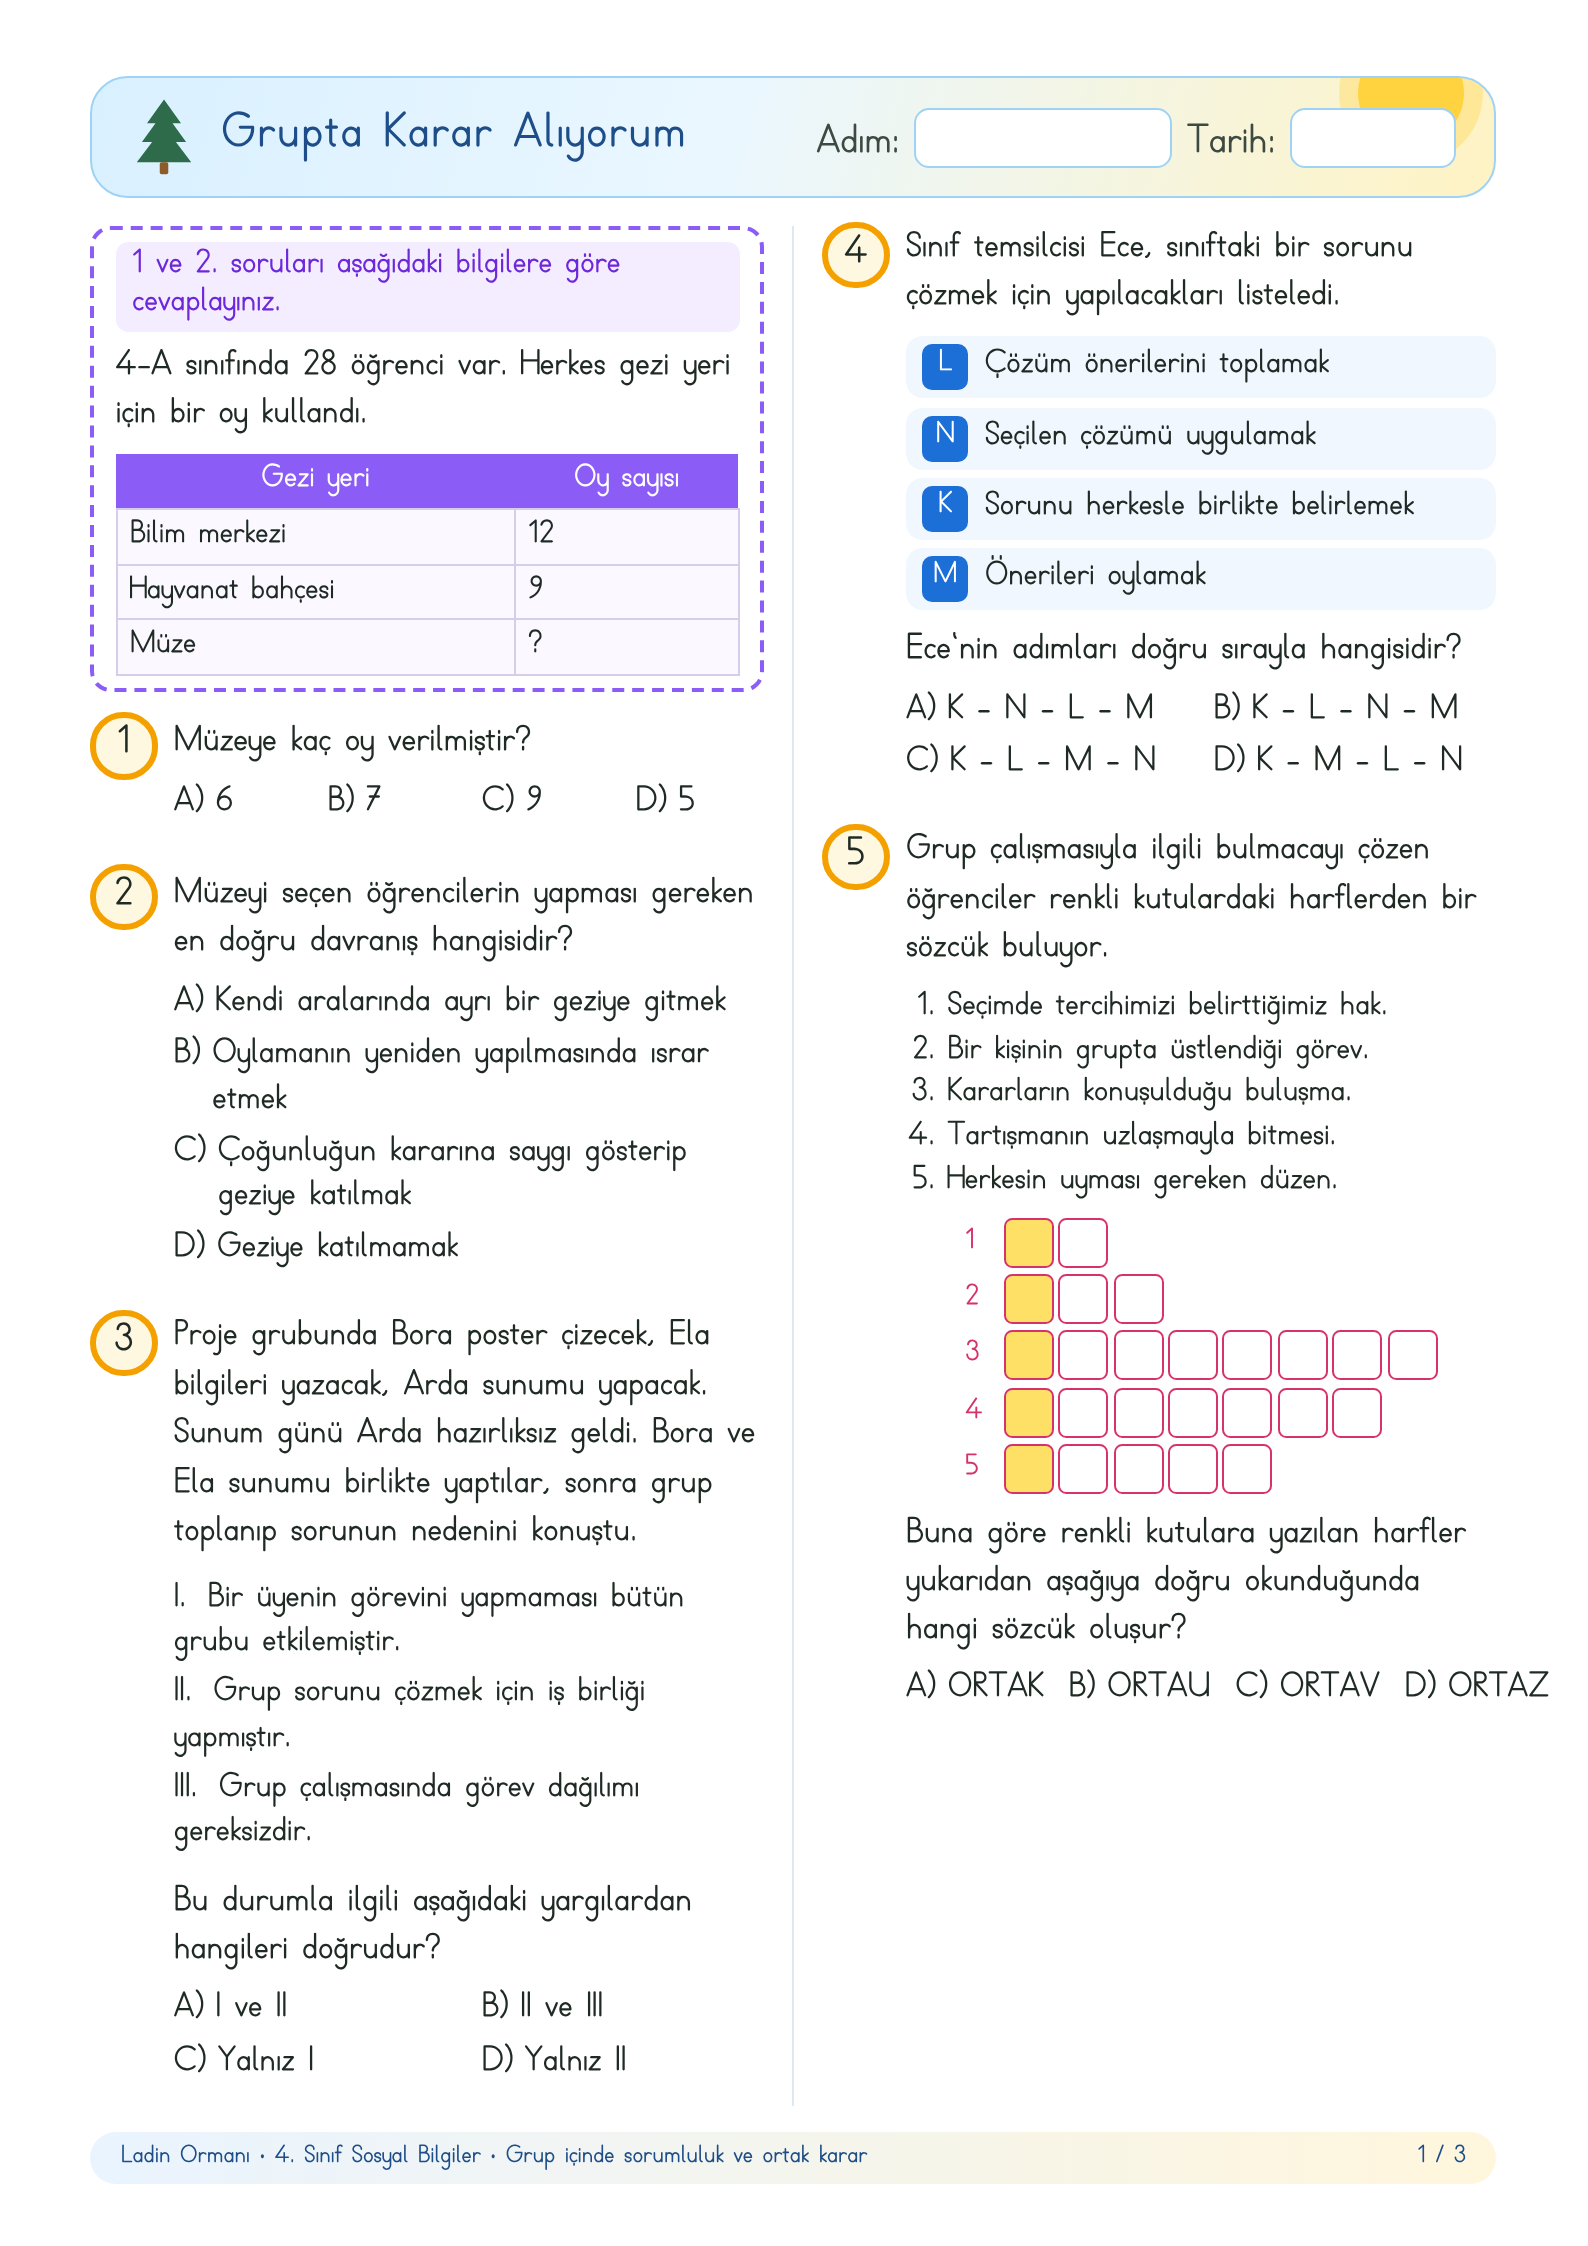 Grupta Karar Alıyorum
Adım:
Tarih:
1 ve 2. soruları aşağıdaki bilgilere göre
cevaplayınız.
4-A sınıfında 28 öğrenci var. Herkes gezi yeri
için bir oy kullandı.
Gezi yeri Oy sayısı
Bilim merkezi 12
Hayvanat bahçesi 9
Müze ?
1 Müzeye kaç oy verilmiştir?
A) 6 B) 7 C) 9 D) 5
2 Müzeyi seçen öğrencilerin yapması gereken
en doğru davranış hangisidir?
A) Kendi aralarında ayrı bir geziye gitmek
B) Oylamanın yeniden yapılmasında ısrar
etmek
C) Çoğunluğun kararına saygı gösterip
geziye katılmak
D) Geziye katılmamak
3 Proje grubunda Bora poster çizecek, Ela
bilgileri yazacak, Arda sunumu yapacak.
Sunum günü Arda hazırlıksız geldi. Bora ve
Ela sunumu birlikte yaptılar, sonra grup
toplanıp sorunun nedenini konuştu.
I. Bir üyenin görevini yapmaması bütün
grubu etkilemiştir.
II. Grup sorunu çözmek için iş birliği
yapmıştır.
III. Grup çalışmasında görev dağılımı
gereksizdir.
Bu durumla ilgili aşağıdaki yargılardan
hangileri doğrudur?
A) I ve II B) II ve III
C) Yalnız I D) Yalnız II
4 Sınıf temsilcisi Ece, sınıftaki bir sorunu
çözmek için yapılacakları listeledi.
L Çözüm önerilerini toplamak
N Seçilen çözümü uygulamak
K Sorunu herkesle birlikte belirlemek
M Önerileri oylamak
Ece'nin adımları doğru sırayla hangisidir?
A) K - N - L - M B) K - L - N - M
C) K - L - M - N D) K - M - L - N
5 Grup çalışmasıyla ilgili bulmacayı çözen
öğrenciler renkli kutulardaki harflerden bir
sözcük buluyor.
1. Seçimde tercihimizi belirttiğimiz hak.
2. Bir kişinin grupta üstlendiği görev.
3. Kararların konuşulduğu buluşma.
4. Tartışmanın uzlaşmayla bitmesi.
5. Herkesin uyması gereken düzen.
1
2
3
4
5
Buna göre renkli kutulara yazılan harfler
yukarıdan aşağıya doğru okunduğunda
hangi sözcük oluşur?
A) ORTAK B) ORTAU C) ORTAV D) ORTAZ
Ladin Ormanı • 4. Sınıf Sosyal Bilgiler • Grup içinde sorumluluk ve ortak karar
1 / 3